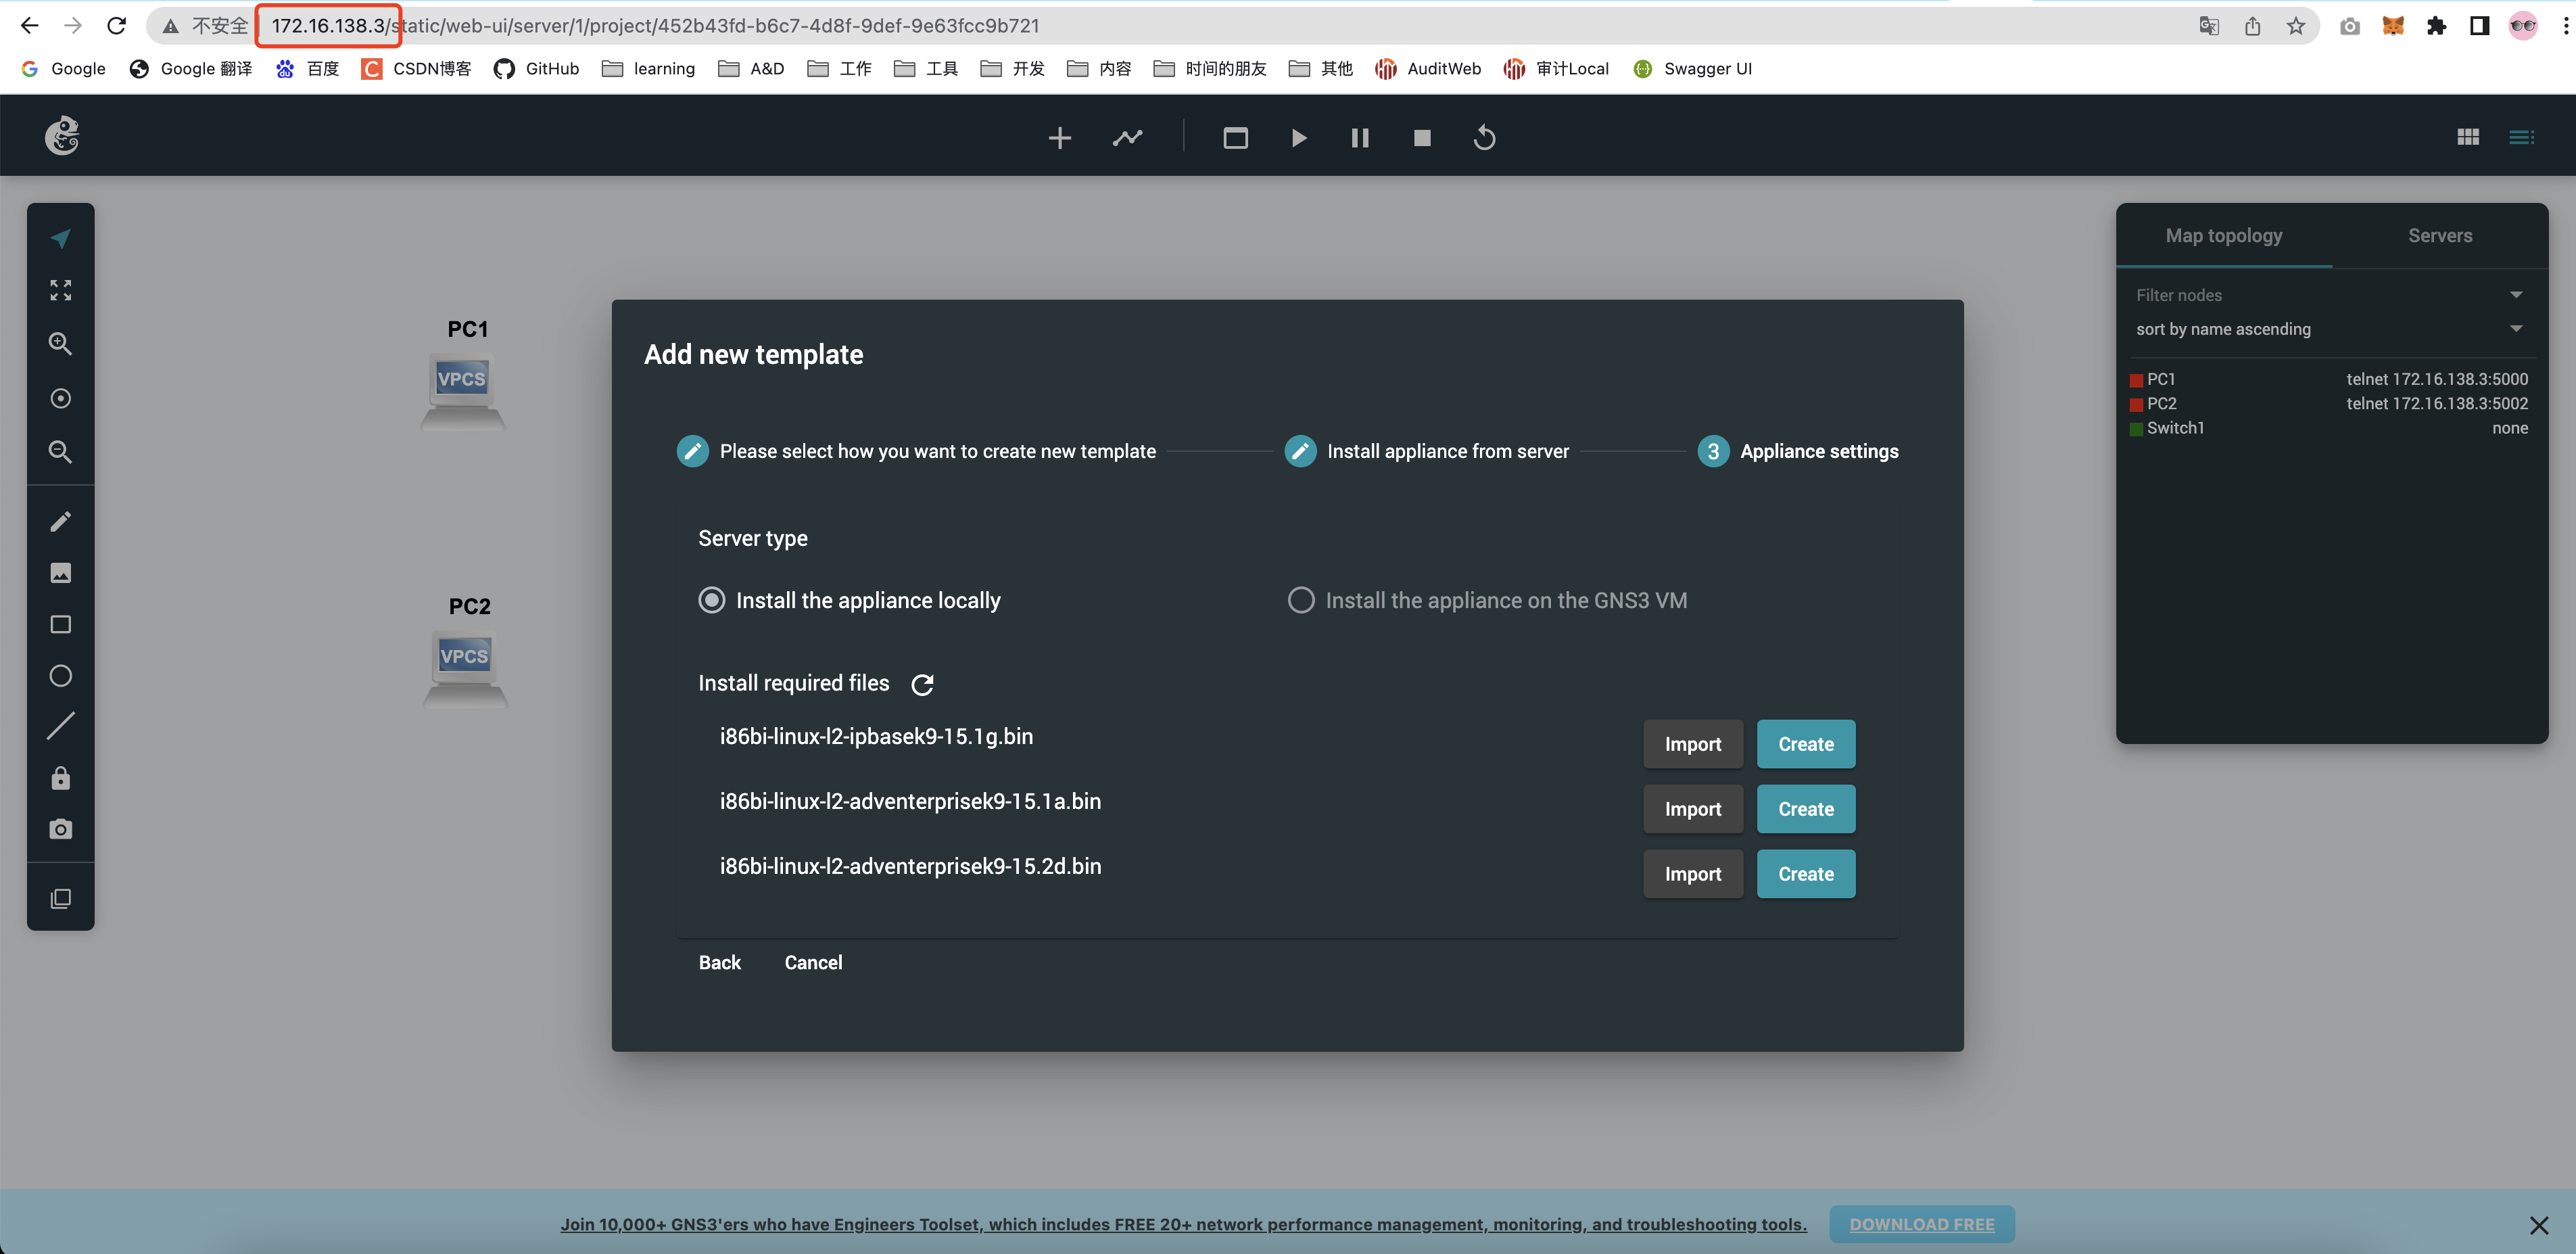 不安全 172.16.138.3/static/web-ui/server/1/project/452b43fd-b6c7-4d8f-9def-9e63fcc9b721
Google Google 翻译 百度 CSDN博客 GitHub learning A&D 工作 工具 开发 内容 时间的朋友 其他 AuditWeb 审计Local Swagger UI
Map topology Servers
Filter nodes
sort by name ascending
PC1 telnet 172.16.138.3:5000
PC2 telnet 172.16.138.3:5002
Switch1 none
PC1
VPCS
PC2
VPCS
Add new template
Please select how you want to create new template Install appliance from server 3 Appliance settings
Server type
Install the appliance locally Install the appliance on the GNS3 VM
Install required files
i86bi-linux-l2-ipbasek9-15.1g.bin Import Create
i86bi-linux-l2-adventerprisek9-15.1a.bin Import Create
i86bi-linux-l2-adventerprisek9-15.2d.bin Import Create
Back Cancel
Join 10,000+ GNS3'ers who have Engineers Toolset, which includes FREE 20+ network performance management, monitoring, and troubleshooting tools. DOWNLOAD FREE